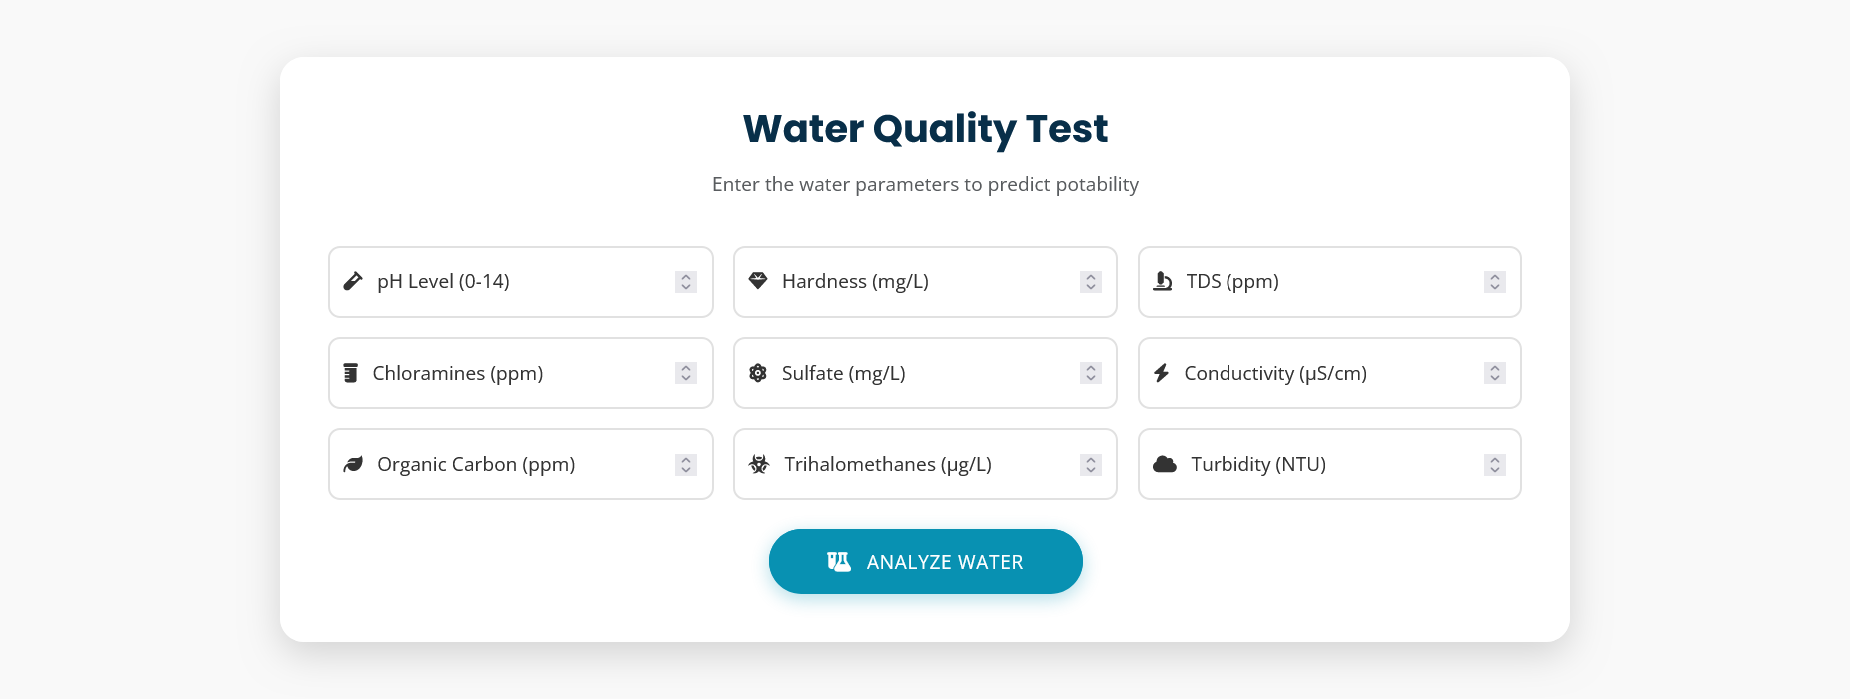 Water Quality Test
Enter the water parameters to predict potability
pH Level (0-14)
Hardness (mg/L)
TDS (ppm)
Chloramines (ppm)
Sulfate (mg/L)
Conductivity (μS/cm)
Organic Carbon (ppm)
Trihalomethanes (μg/L)
Turbidity (NTU)
ANALYZE WATER